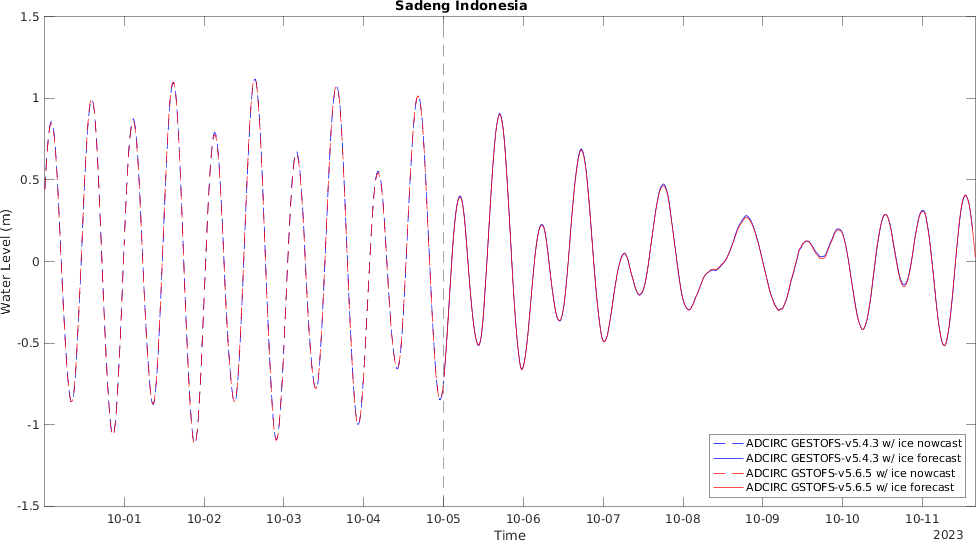 Sadeng Indonesia
1.5
1
0.5
0
-0.5
-1
-1.5
Water Level (m)
ADCIRC GESTOFS-v5.4.3 w/ ice nowcast
ADCIRC GESTOFS-v5.4.3 w/ ice forecast
ADCIRC GSTOFS-v5.6.5 w/ ice nowcast
ADCIRC GSTOFS-v5.6.5 w/ ice forecast
10-01 10-02 10-03 10-04 10-05 10-06 10-07 10-08 10-09 10-10 10-11
Time
2023